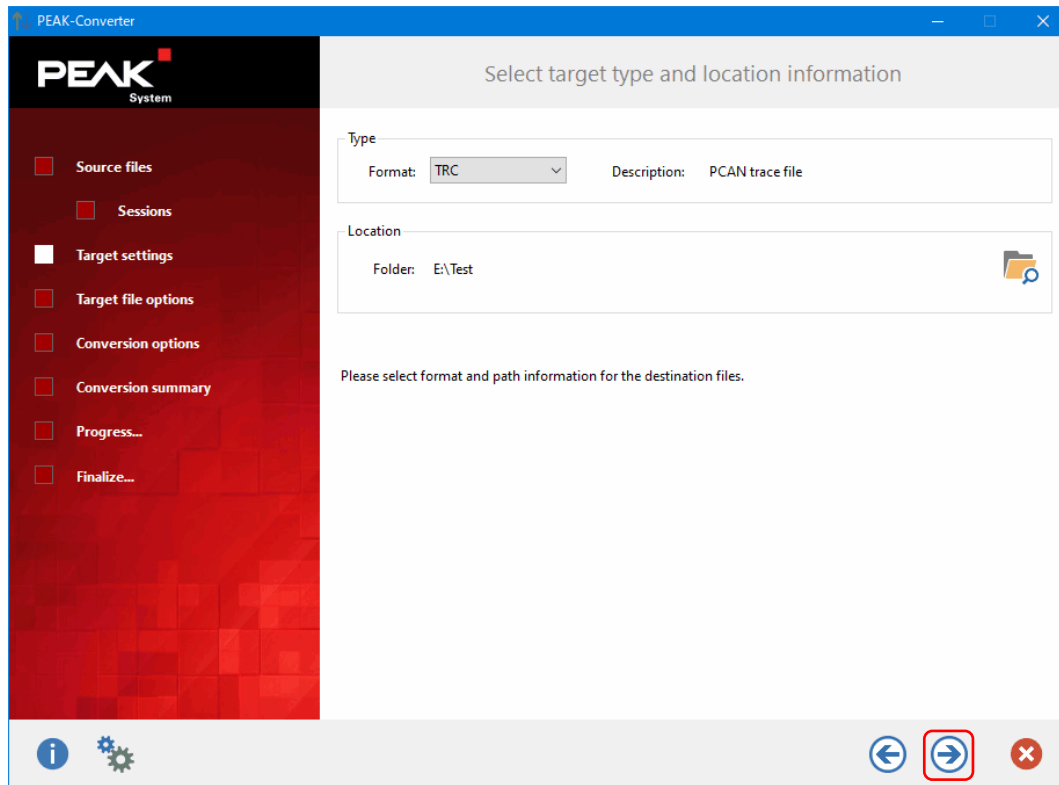 PEAK-Converter
PEAK
System
Select target type and location information
Source files
Sessions
Target settings
Target file options
Conversion options
Conversion summary
Progress...
Finalize...
Type
Format: TRC Description: PCAN trace file
Location
Folder: E:\Test
Please select format and path information for the destination files.